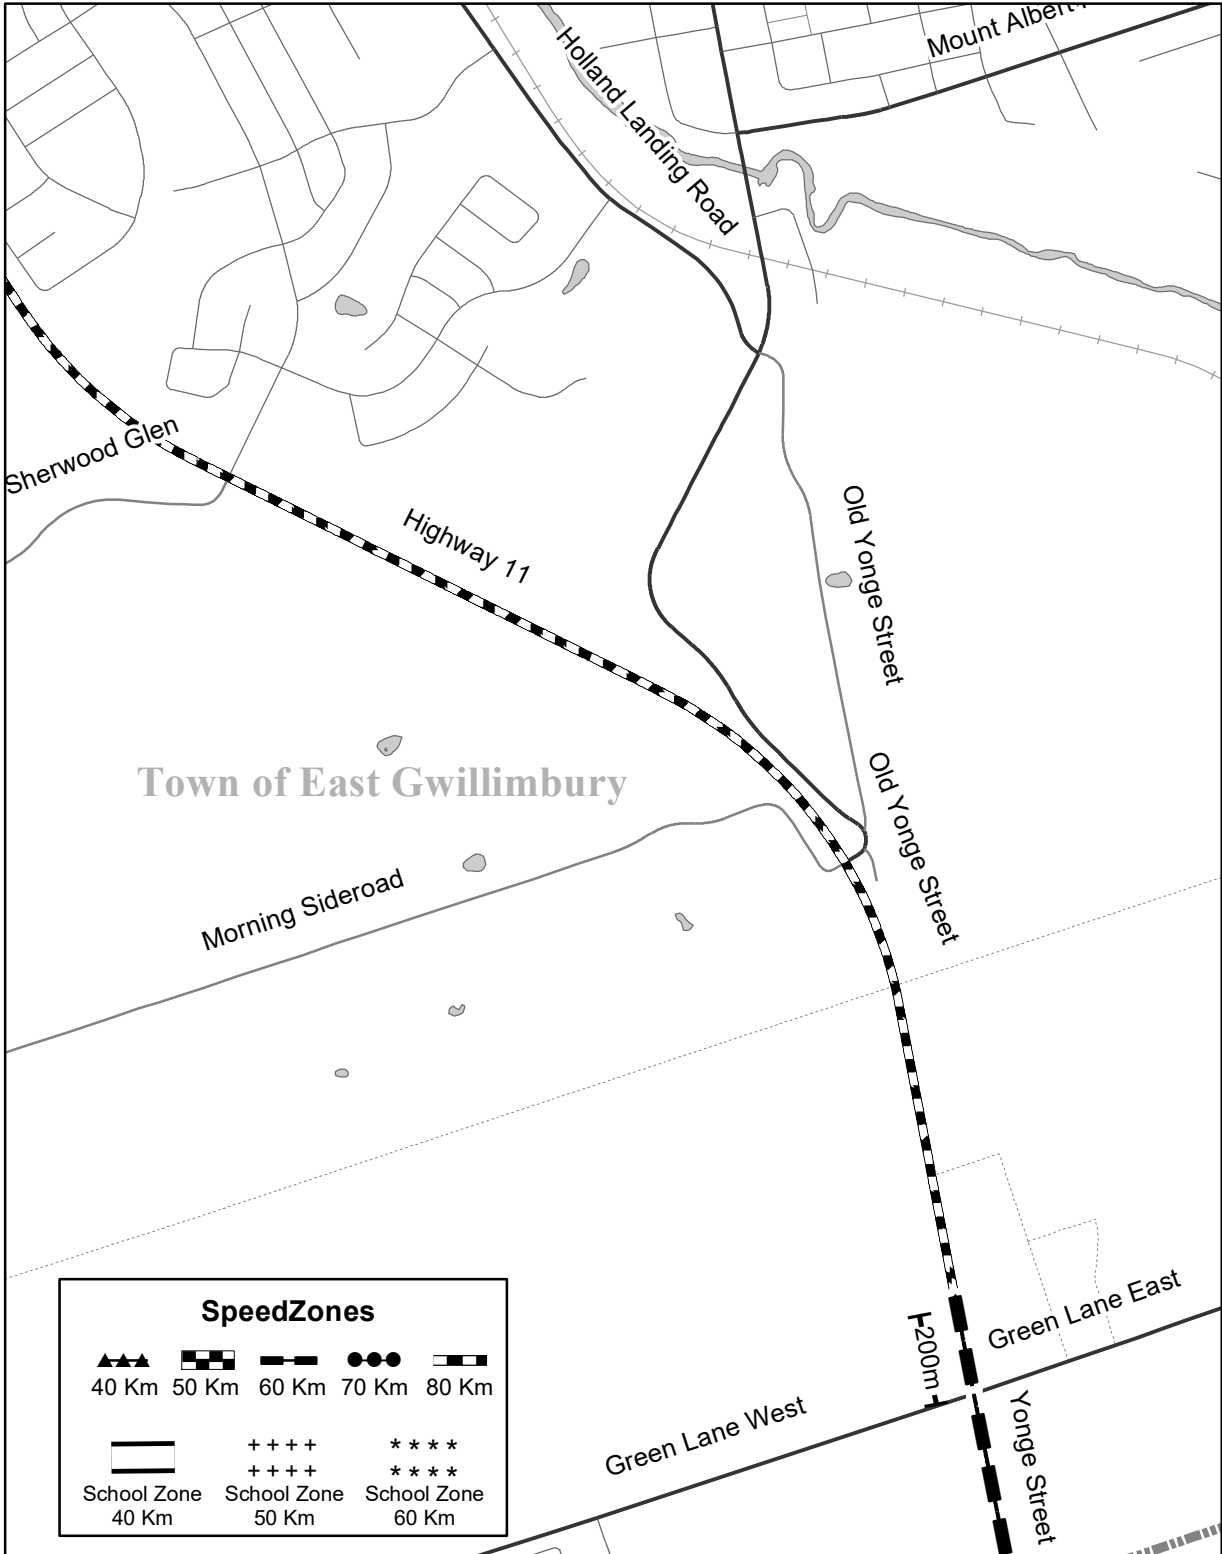 Mount Albert
Holland Landing Road
Sherwood Glen
Highway 11
Old Yonge Street
Town of East Gwillimbury
Old Yonge Street
Morning Sideroad
Green Lane East
200m
Green Lane West
Yonge Street
SpeedZones
40 Km 50 Km 60 Km 70 Km 80 Km
+ + + + * * * *
+ + + + * * * *
School Zone School Zone School Zone
40 Km 50 Km 60 Km